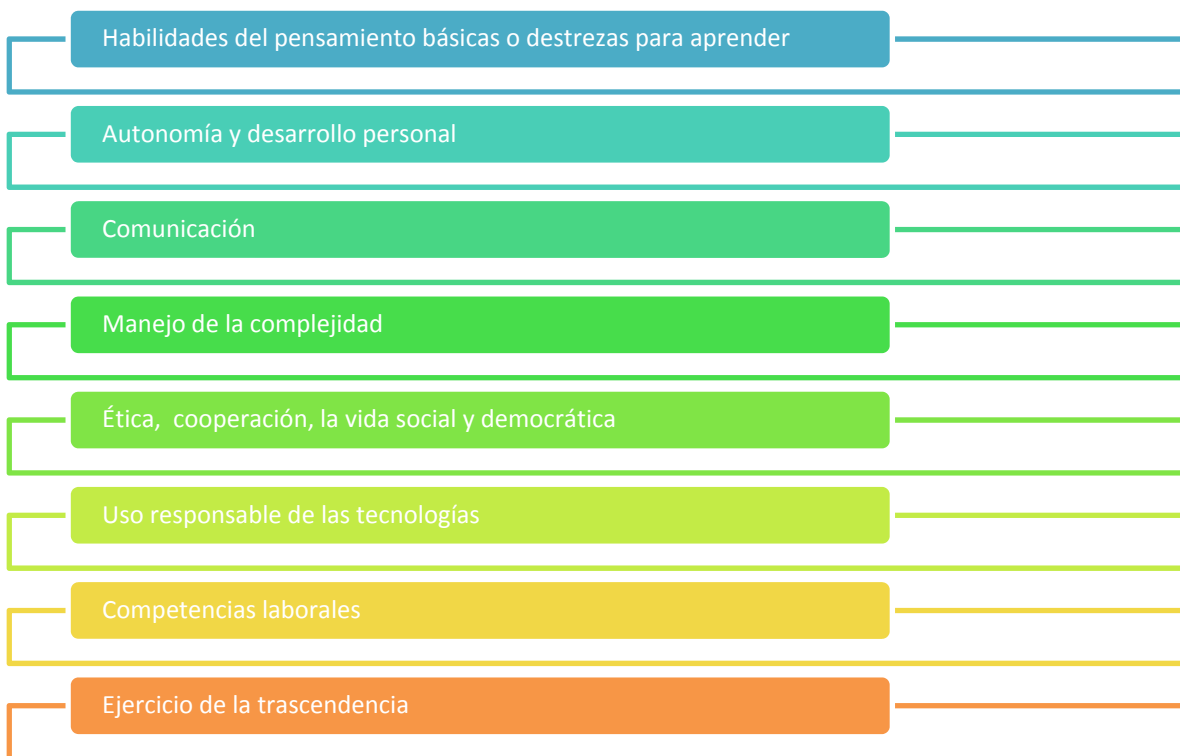 Habilidades del pensamiento básicas o destrezas para aprender
Autonomía y desarrollo personal
Comunicación
Manejo de la complejidad
Ética,  cooperación, la vida social y democrática
Uso responsable de las tecnologías
Competencias laborales
Ejercicio de la trascendencia